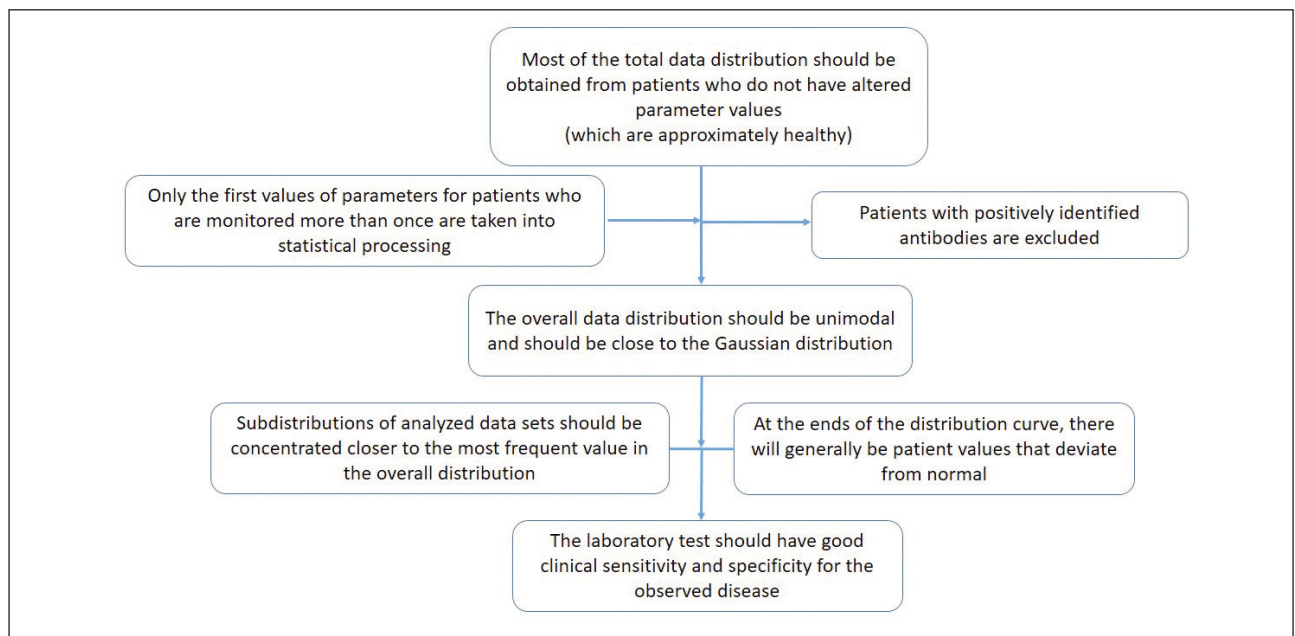 Most of the total data distribution should be
obtained from patients who do not have altered
parameter values
(which are approximately healthy)
Only the first values of parameters for patients who
are monitored more than once are taken into
statistical processing
Patients with positively identified
antibodies are excluded
The overall data distribution should be unimodal
and should be close to the Gaussian distribution
Subdistributions of analyzed data sets should be
concentrated closer to the most frequent value in
the overall distribution
At the ends of the distribution curve, there
will generally be patient values that deviate
from normal
The laboratory test should have good
clinical sensitivity and specificity for the
observed disease